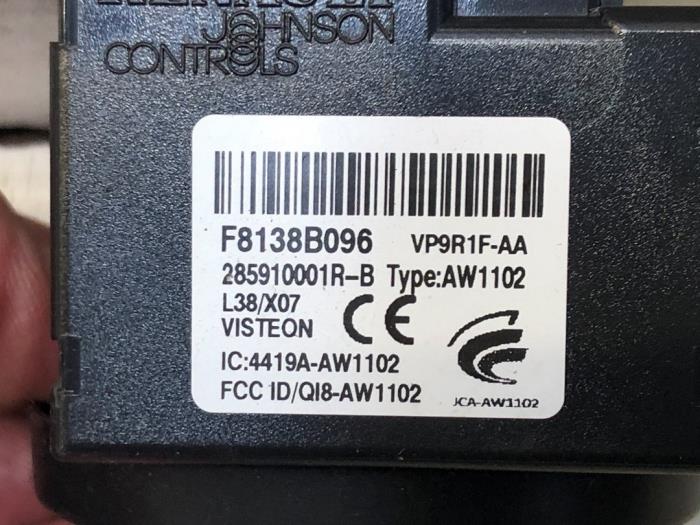 RENAULT
JOHNSON
CONTROLS
F8138B096 VP9R1F-AA
285910001R-B Type:AW1102
L38/X07
VISTEON CE
IC:4419A-AW1102
FCC ID/QI8-AW1102 JCA-AW1102